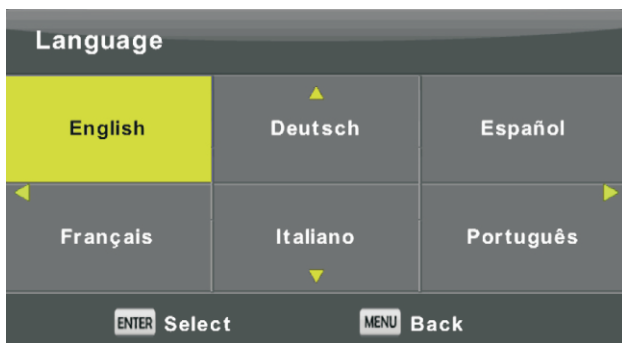 Language
English Deutsch Español
Français Italiano Português
ENTER Select MENU Back